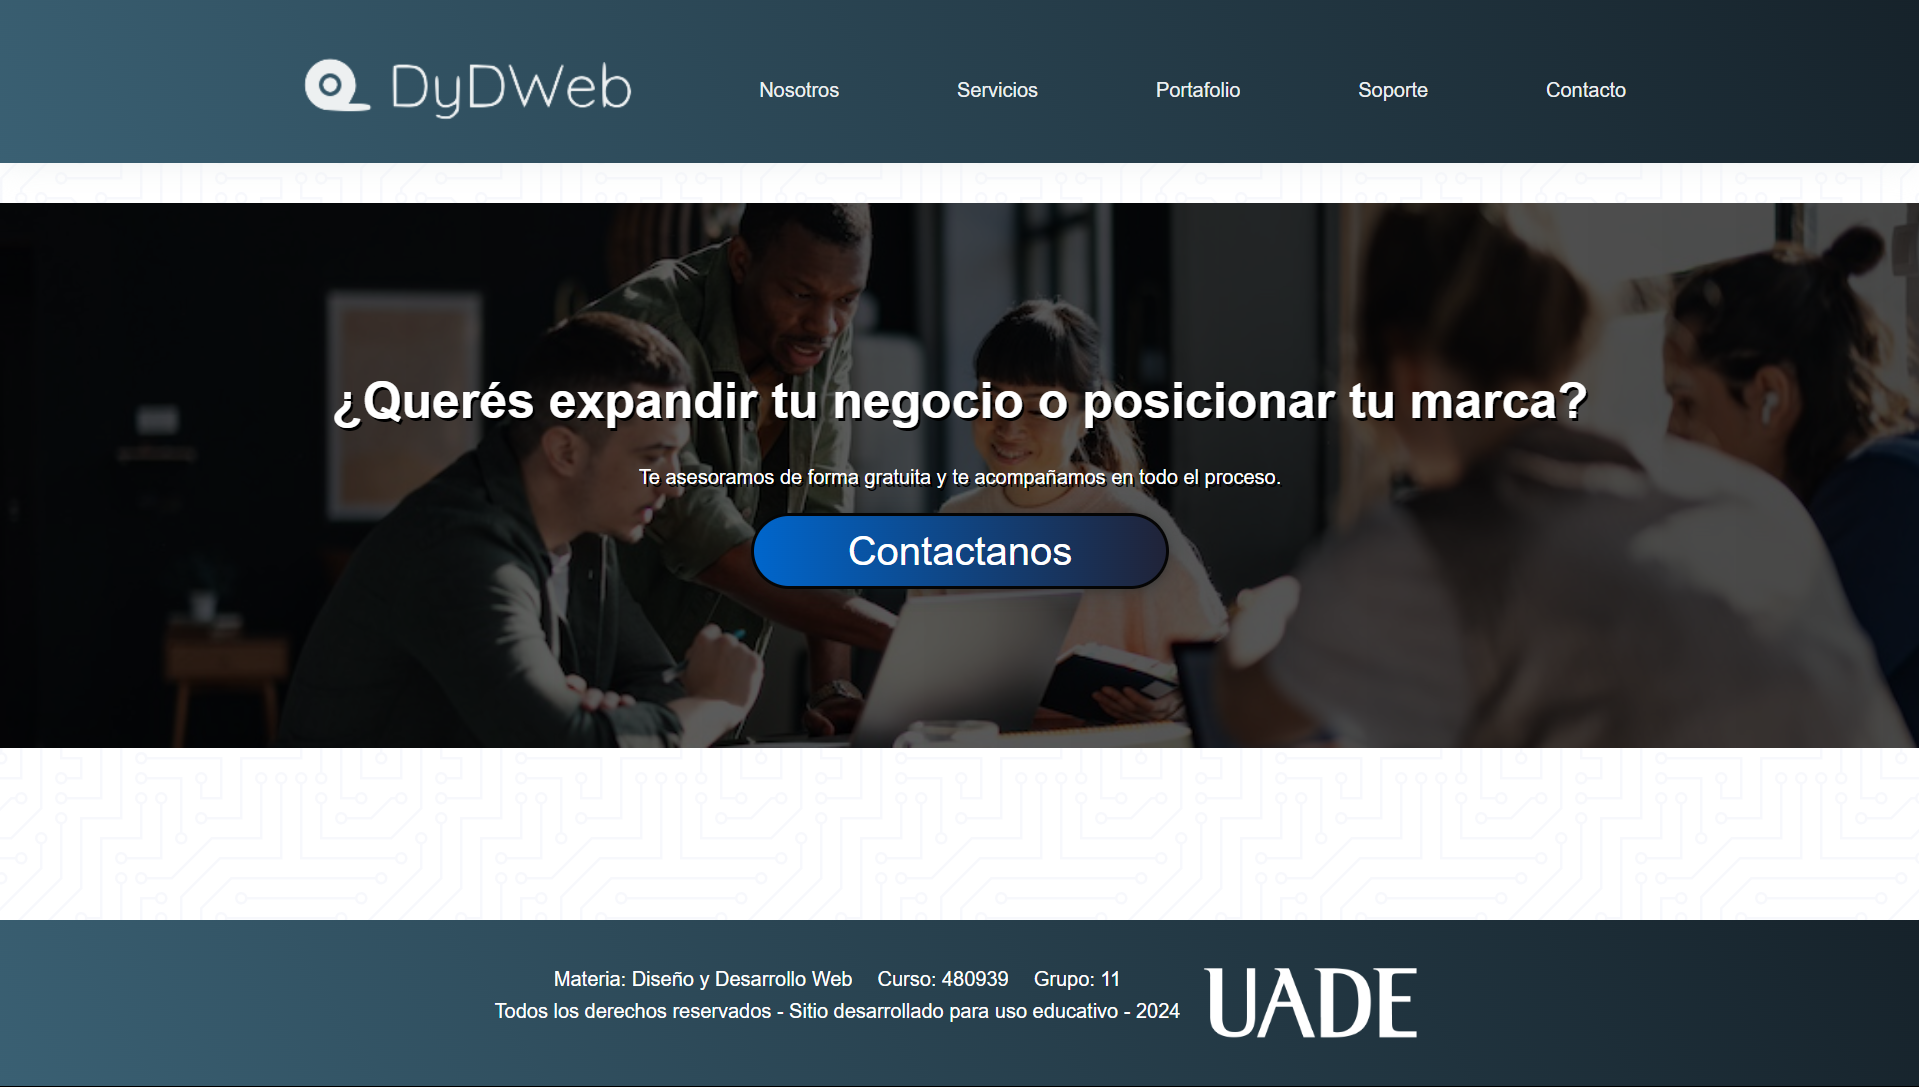 DyDWeb
Nosotros Servicios Portafolio Soporte Contacto
¿Querés expandir tu negocio o posicionar tu marca?
Te asesoramos de forma gratuita y te acompañamos en todo el proceso.
Contactanos
Materia: Diseño y Desarrollo Web Curso: 480939 Grupo: 11
Todos los derechos reservados - Sitio desarrollado para uso educativo - 2024
UADE